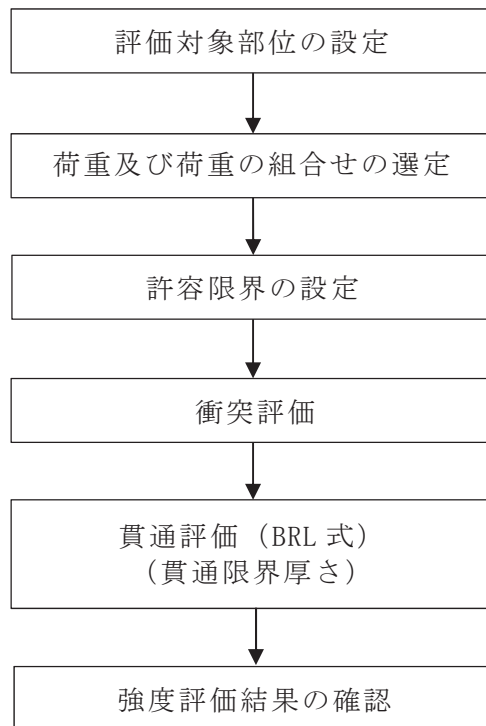 評価対象部位の設定
荷重及び荷重の組合せの選定
許容限界の設定
衝突評価
貫通評価（BRL 式）
（貫通限界厚さ）
強度評価結果の確認